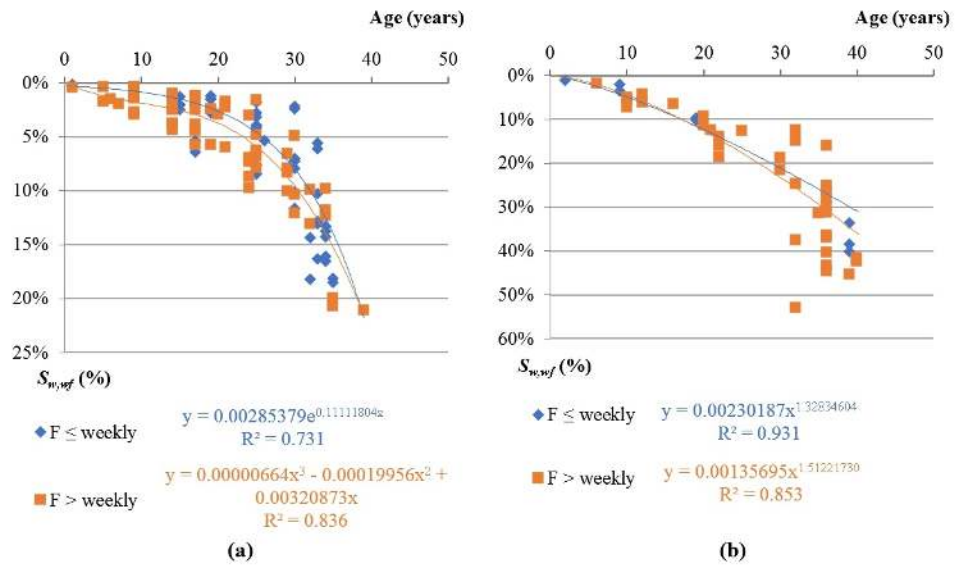 Age (years)
0 10 20 30 40 50
0%
5%
10%
15%
20%
25%
S_w,wf (%)
F ≤ weekly
y = 0.00285379e^0.11111804x
R² = 0.731
F > weekly
y = 0.00000664x³ - 0.00019956x² +
0.00320873x
R² = 0.836
(a)
Age (years)
0 10 20 30 40 50
0%
10%
20%
30%
40%
50%
60%
S_w,wf (%)
F ≤ weekly
y = 0.00230187x^1.32834604
R² = 0.931
F > weekly
y = 0.00135695x^1.51221730
R² = 0.853
(b)